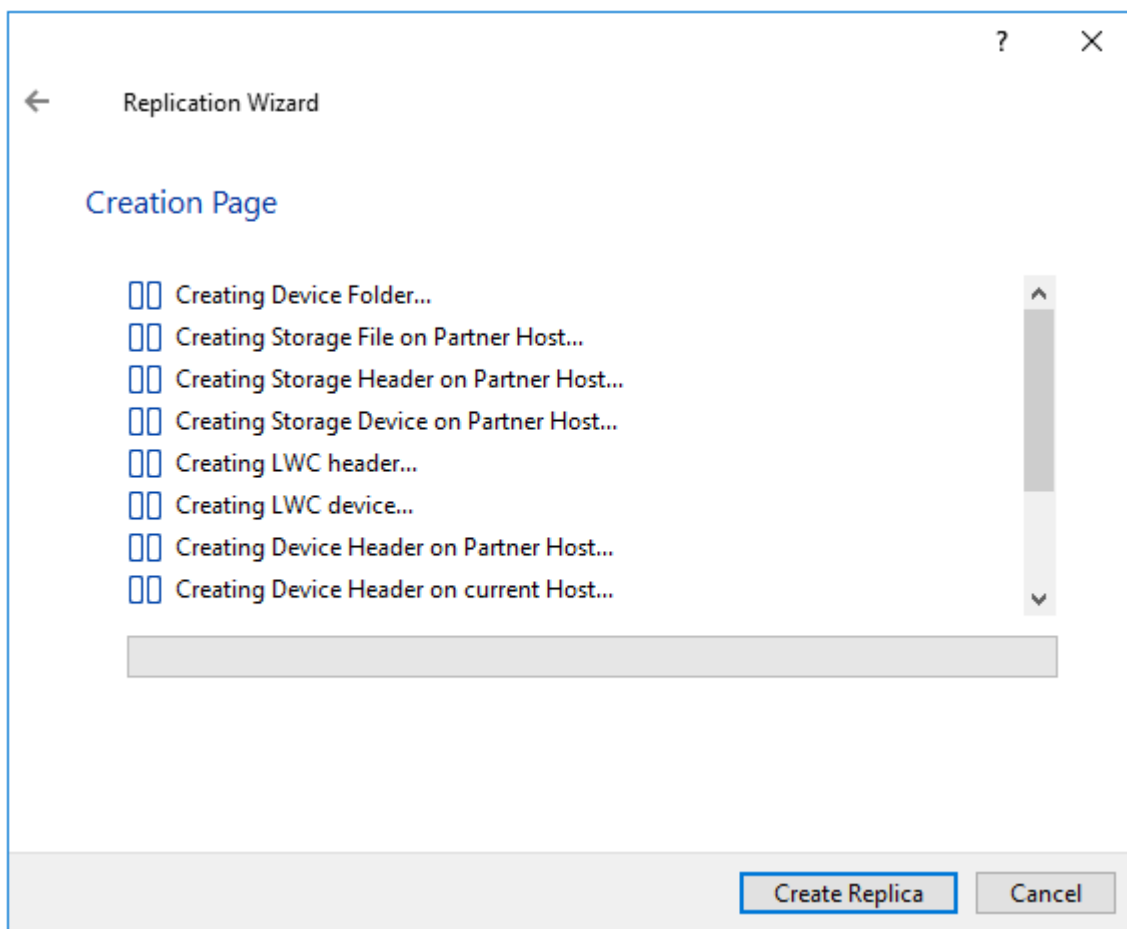 Replication Wizard
Creation Page
Creating Device Folder...
Creating Storage File on Partner Host...
Creating Storage Header on Partner Host...
Creating Storage Device on Partner Host...
Creating LWC header...
Creating LWC device...
Creating Device Header on Partner Host...
Creating Device Header on current Host...
Create Replica
Cancel